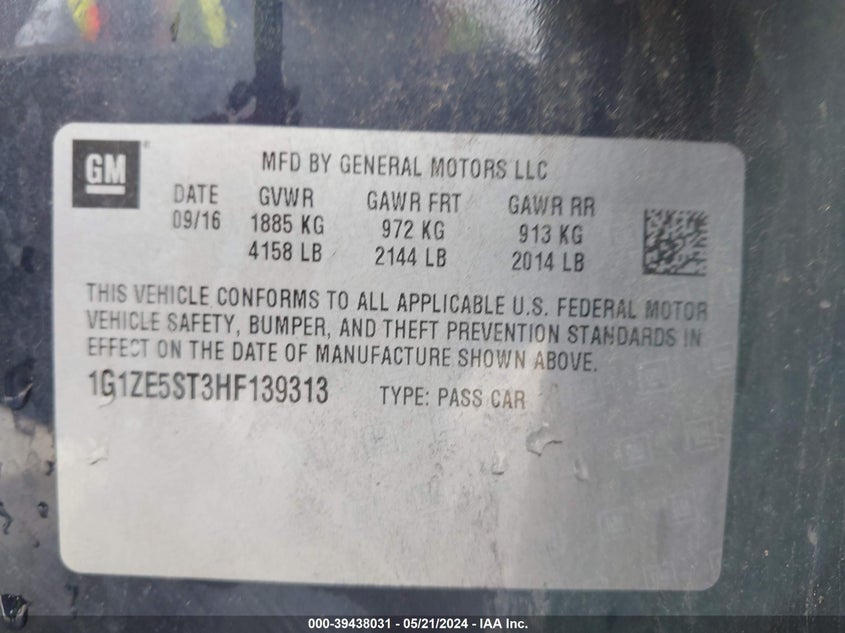 GM
MFD BY GENERAL MOTORS LLC
DATE GVWR GAWR FRT GAWR RR
09/16 1885 KG 972 KG 913 KG
4158 LB 2144 LB 2014 LB
THIS VEHICLE CONFORMS TO ALL APPLICABLE U.S. FEDERAL MOTOR
VEHICLE SAFETY, BUMPER, AND THEFT PREVENTION STANDARDS IN
EFFECT ON THE DATE OF MANUFACTURE SHOWN ABOVE.
1G1ZE5ST3HF139313 TYPE: PASS CAR
000-39438031 - 05/21/2024 - IAA Inc.